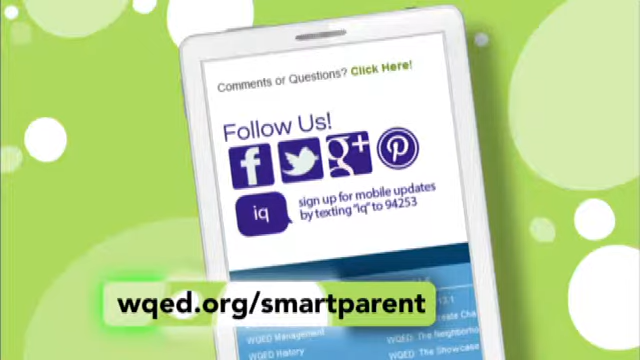 Comments or Questions? Click Here!
Follow Us!
f g+ P
iq
sign up for mobile updates
by texting "iq" to 94253
wqed.org/smartparent
WQED Management
WQED History
WQED: The Neighborho
WQED: The Showcase